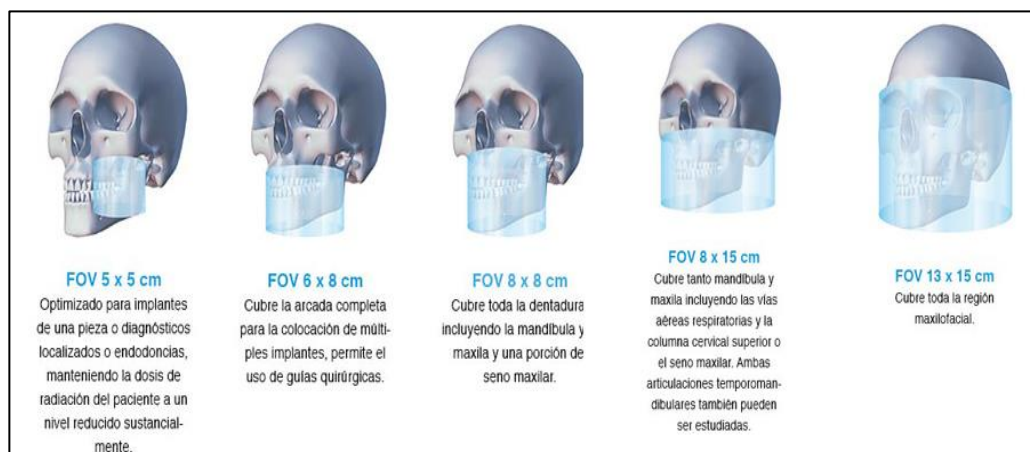 FOV 5 x 5 cm
Optimizado para implantes
de una pieza o diagnósticos
localizados o endodoncias,
manteniendo la dosis de
radiación del paciente a un
nivel reducido sustancial-
mente.
FOV 6 x 8 cm
Cubre la arcada completa
para la colocación de múlti-
ples implantes, permite el
uso de guías quirúrgicas.
FOV 8 x 8 cm
Cubre toda la dentadura
incluyendo la mandíbula y
maxila y una porción de
seno maxilar.
FOV 8 x 15 cm
Cubre tanto mandíbula y
maxila incluyendo las vías
aéreas respiratorias y la
columna cervical superior o
el seno maxilar. Ambas
articulaciones temporoman-
dibulares también pueden
ser estudiadas.
FOV 13 x 15 cm
Cubre toda la región
maxilofacial.